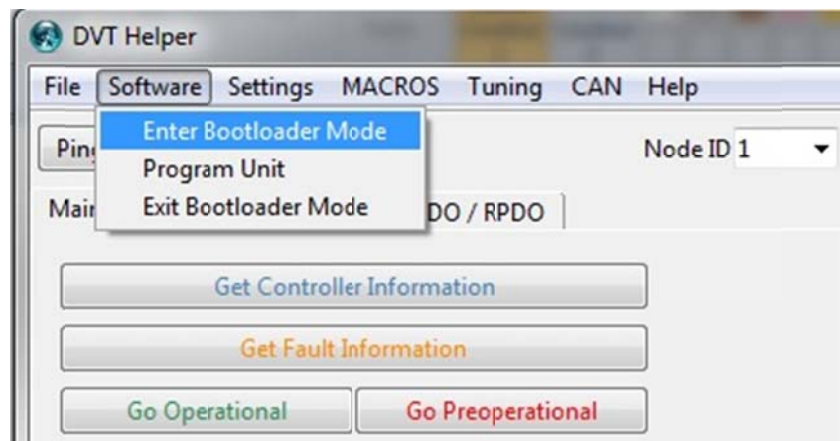 DVT Helper
File Software Settings MACROS Tuning CAN Help
Enter Bootloader Mode
Node ID 1
Program Unit
Exit Bootloader Mode
DO / RPDO
Get Controller Information
Get Fault Information
Go Operational Go Preoperational